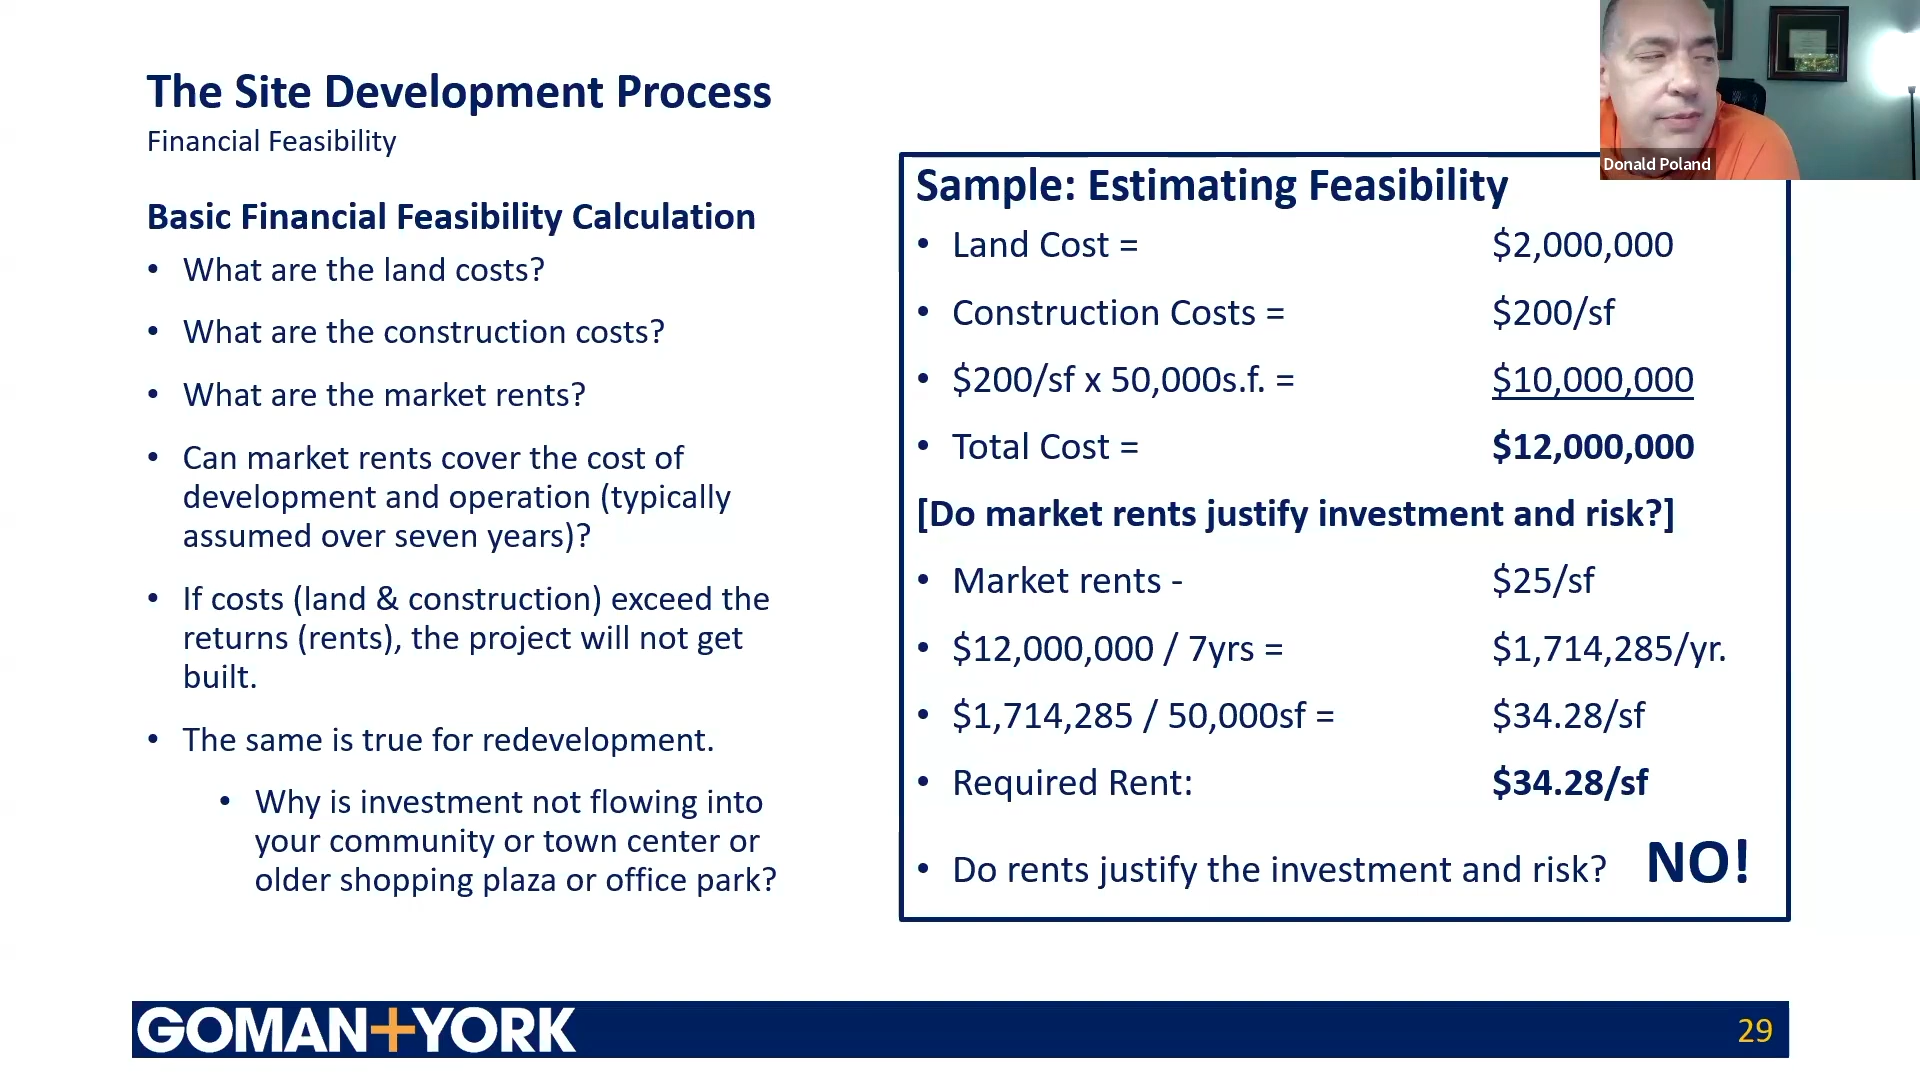 The Site Development Process
Financial Feasibility
Basic Financial Feasibility Calculation
• What are the land costs?
• What are the construction costs?
• What are the market rents?
• Can market rents cover the cost of
development and operation (typically
assumed over seven years)?
• If costs (land & construction) exceed the
returns (rents), the project will not get
built.
• The same is true for redevelopment.
• Why is investment not flowing into
your community or town center or
older shopping plaza or office park?
Donald Poland
Sample: Estimating Feasibility
• Land Cost = $2,000,000
• Construction Costs = $200/sf
• $200/sf x 50,000s.f. = $10,000,000
• Total Cost = $12,000,000
[Do market rents justify investment and risk?]
• Market rents - $25/sf
• $12,000,000 / 7yrs = $1,714,285/yr.
• $1,714,285 / 50,000sf = $34.28/sf
• Required Rent: $34.28/sf
• Do rents justify the investment and risk? NO!
GOMAN+YORK
29